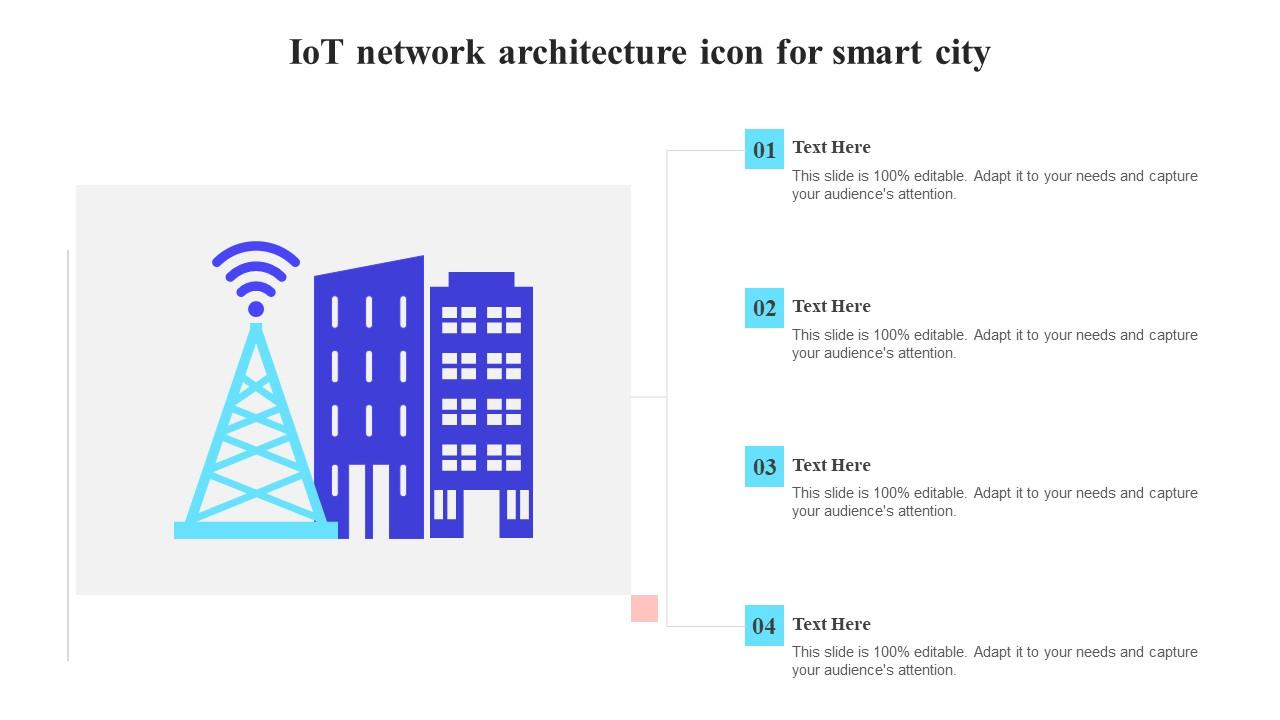 IoT network architecture icon for smart city
01
Text Here
This slide is 100% editable. Adapt it to your needs and capture
your audience's attention.
02
Text Here
This slide is 100% editable. Adapt it to your needs and capture
your audience's attention.
03
Text Here
This slide is 100% editable. Adapt it to your needs and capture
your audience's attention.
04
Text Here
This slide is 100% editable. Adapt it to your needs and capture
your audience's attention.